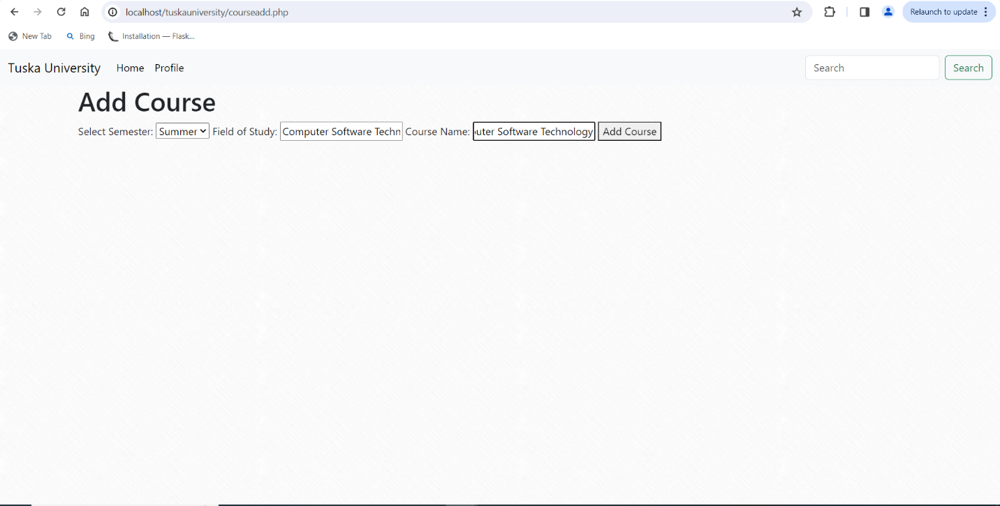 localhost/tuskauniversity/courseadd.php Relaunch to update
New Tab Bing Installation — Flask...
Tuska University Home Profile Search Search
Add Course
Select Semester: Summer Field of Study: Computer Software Techn Course Name: uter Software Technology Add Course